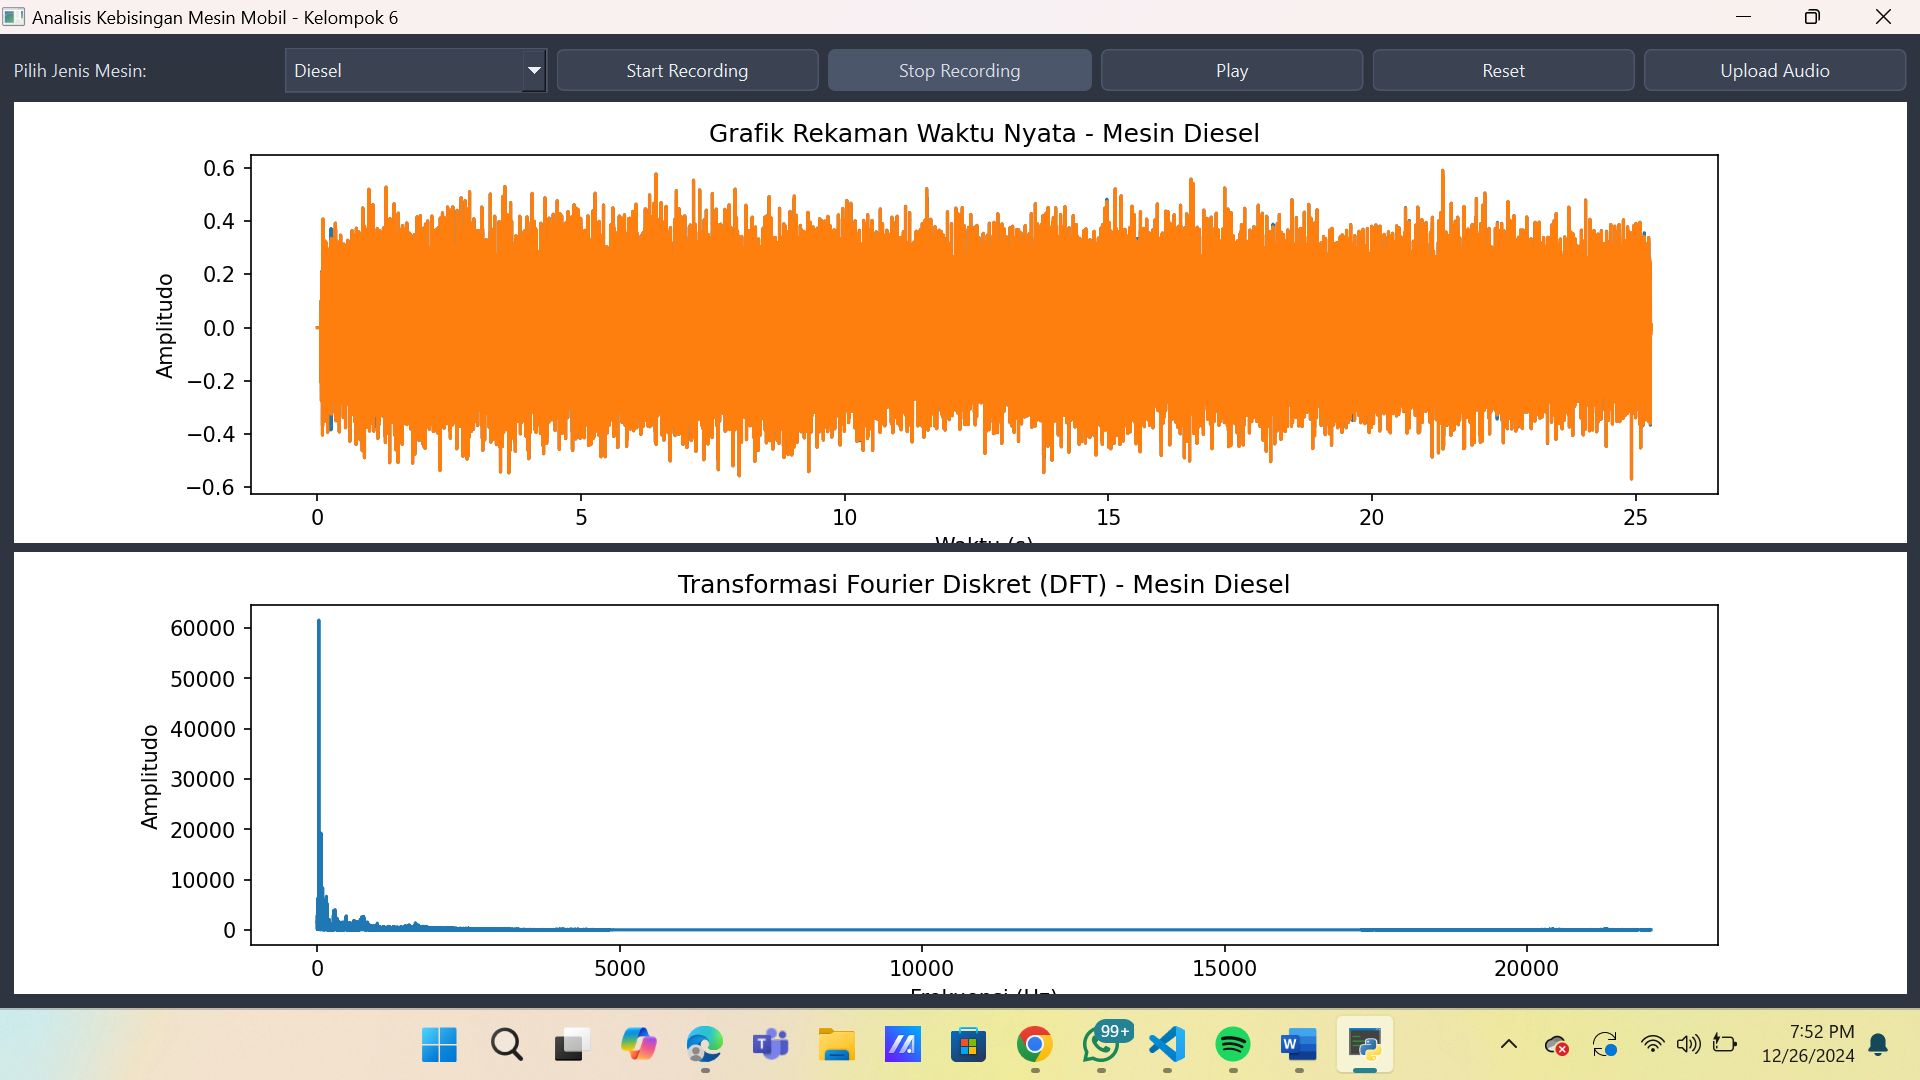 Analisis Kebisingan Mesin Mobil - Kelompok 6
Pilih Jenis Mesin:
Diesel
Start Recording
Stop Recording
Play
Reset
Upload Audio
Grafik Rekaman Waktu Nyata - Mesin Diesel
Amplitudo
0.6
0.4
0.2
0.0
−0.2
−0.4
−0.6
0 5 10 15 20 25
Waktu (s)
Transformasi Fourier Diskret (DFT) - Mesin Diesel
Amplitudo
60000
50000
40000
30000
20000
10000
0
0 5000 10000 15000 20000
Frekuensi (Hz)
99+
7:52 PM
12/26/2024